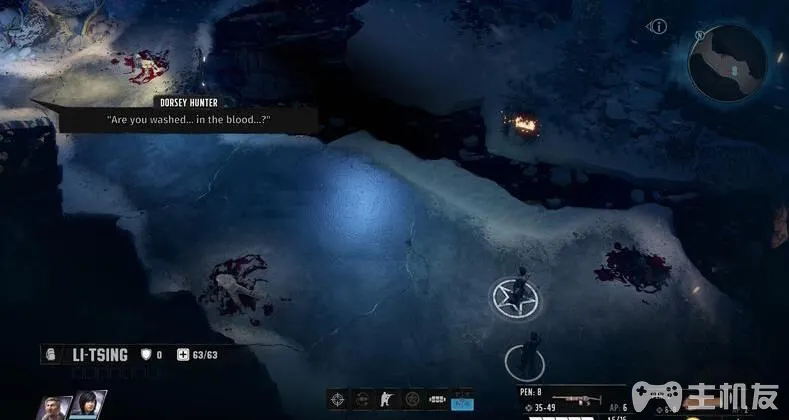 N
DORSEY HUNTER
"Are you washed... in the blood...?"
LI-TSING 0 63/63
PEN: 8
35-49 AP: 6
主机友